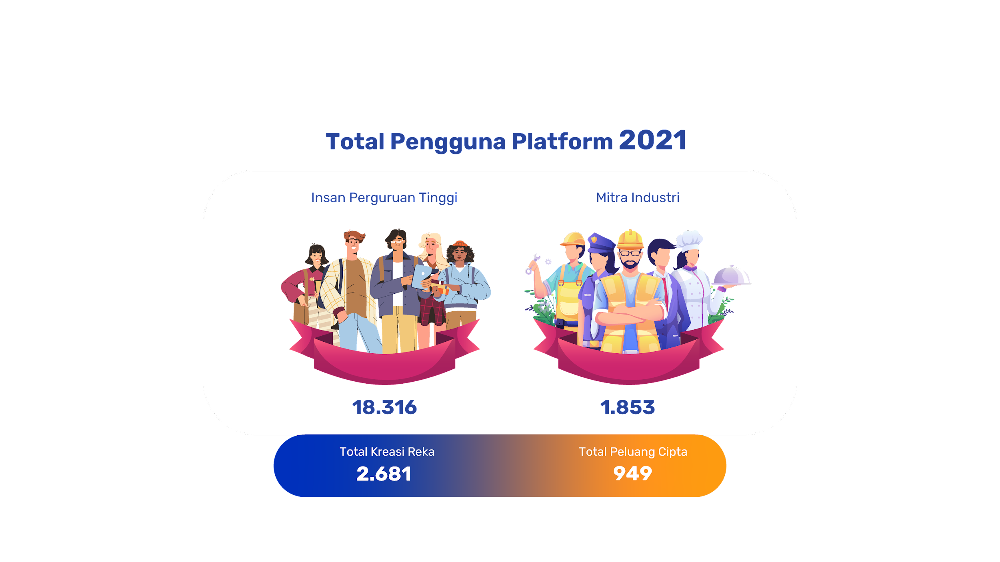 Total Pengguna Platform 2021
Insan Perguruan Tinggi
Mitra Industri
18.316
1.853
Total Kreasi Reka
Total Peluang Cipta
2.681
949